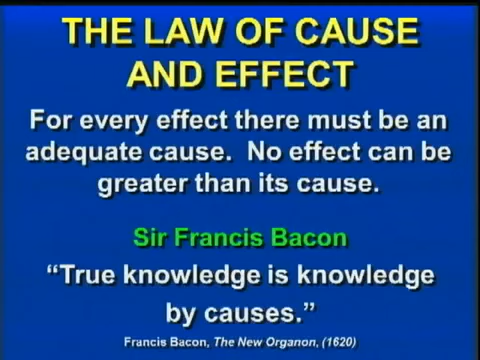 THE LAW OF CAUSE
AND EFFECT
For every effect there must be an
adequate cause.  No effect can be
greater than its cause.
Sir Francis Bacon
“True knowledge is knowledge
by causes.”
Francis Bacon, The New Organon, (1620)